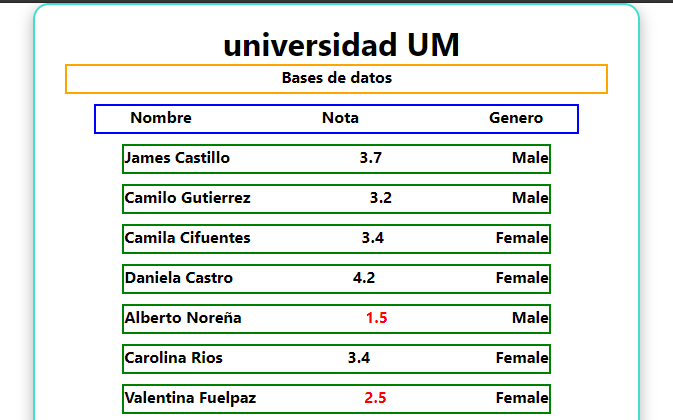 universidad UM
Bases de datos
Nombre Nota Genero
James Castillo 3.7 Male
Camilo Gutierrez 3.2 Male
Camila Cifuentes 3.4 Female
Daniela Castro 4.2 Female
Alberto Noreña 1.5 Male
Carolina Rios 3.4 Female
Valentina Fuelpaz 2.5 Female